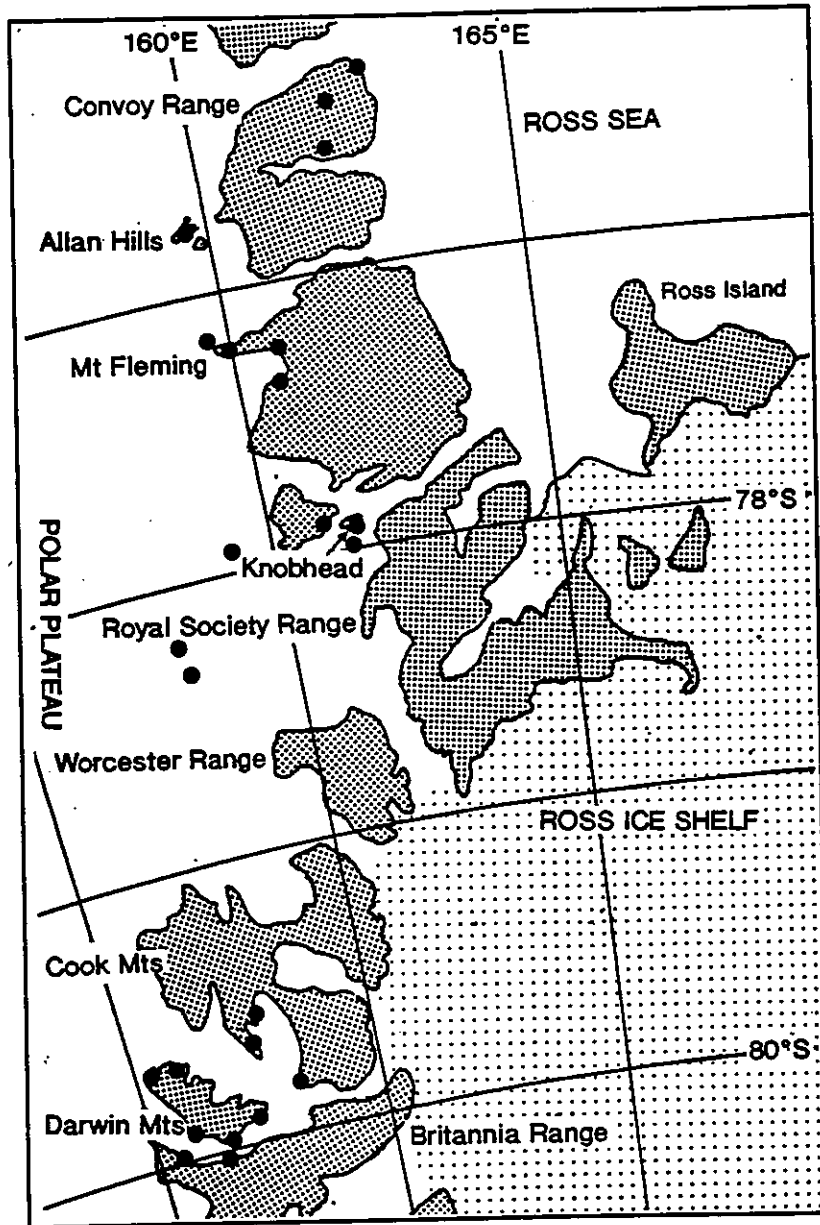 160°E
165°E
Convoy Range
ROSS SEA
Allan Hills
Ross Island
Mt Fleming
78°S
POLAR PLATEAU
Knobhead
Royal Society Range
Worcester Range
ROSS ICE SHELF
Cook Mts
80°S
Darwin Mts
Britannia Range